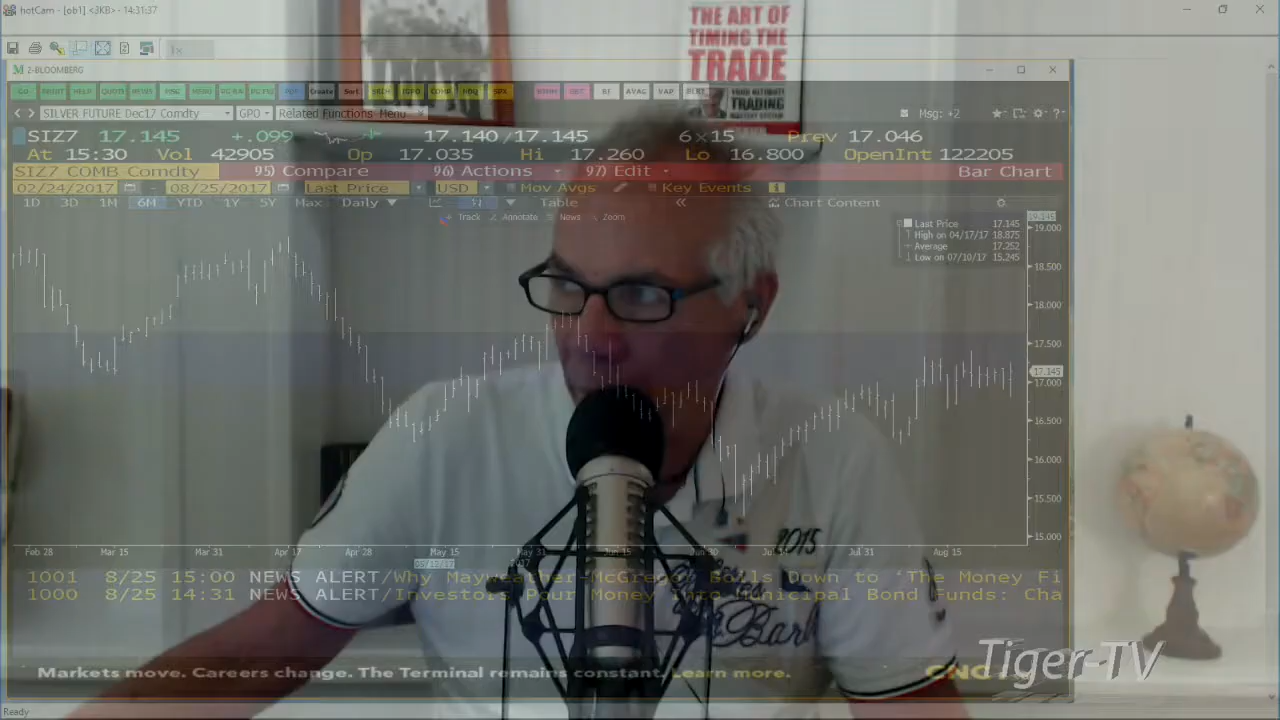 hotCam - [ob1] <3KB> - 14:31:37
THE ART OF
TIMING THE
TRADE
2-BLOOMBERG
TRADING
SILVER FUTURE Dec17 Comdty GPO Related Functions Menu Msg: +2
SIZ7 17.145 +.099 17.140/17.145 6×15 Prev 17.046
At 15:30 Vol 42905 Op 17.035 Hi 17.260 Lo 16.800 OpenInt 122205
SIZ7 COMB Comdty 95) Compare 96) Actions 97) Edit Bar Chart
02/24/2017 - 08/25/2017 Last Price USD Mov Avgs Key Events
1D 3D 1M 6M YTD 1Y 5Y Max Daily Table « Chart Content
Track Annotate News Zoom
Last Price 17.145
High on 04/17/17 18.875
Average 17.252
Low on 07/10/17 15.245
19.000
18.500
18.000
17.500
17.145
17.000
16.500
16.000
15.500
15.000
Feb 28 Mar 15 Mar 31 Apr 17 Apr 28 May 15 May 31 Jun 15 Jun 30 Jul 31 Aug 15
2015
1001 8/25 15:00 NEWS ALERT/Why Mayweather-McGrego Boils Down to 'The Money Fi
1000 8/25 14:31 NEWS ALERT/Investors Pour Money Into Municipal Bond Funds: Cha
Markets move. Careers change. The Terminal remains constant. Learn more.
Tiger-TV
Ready